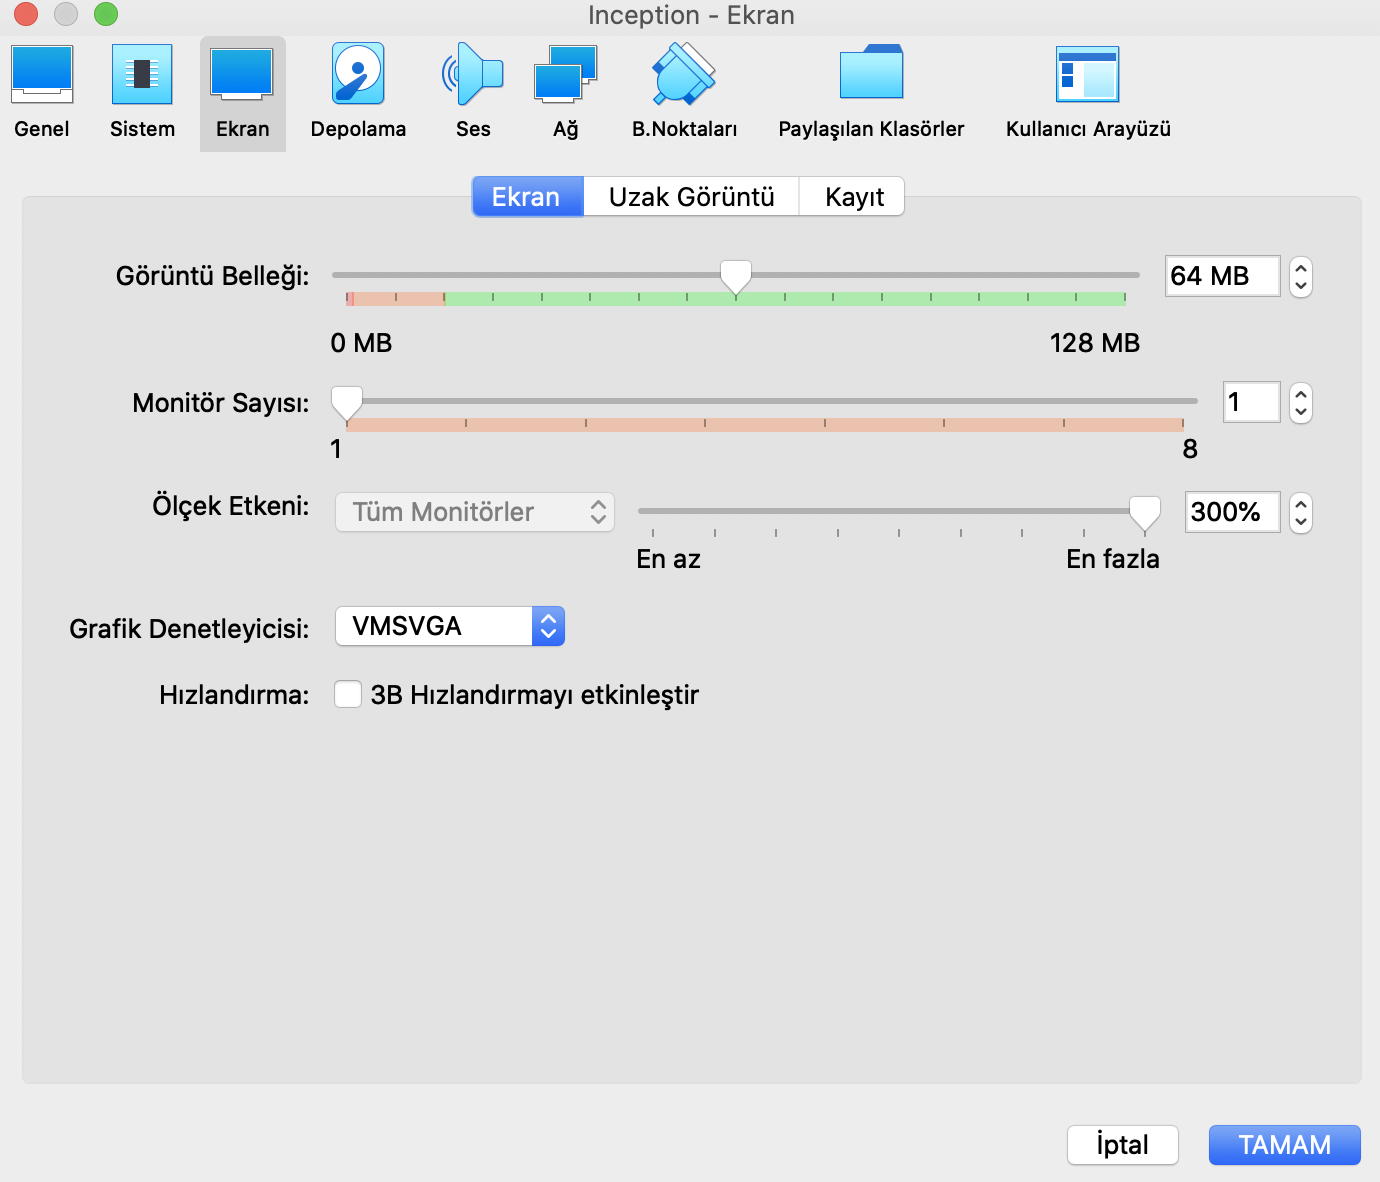 Inception - Ekran
Genel
Sistem
Ekran
Depolama
Ses
Ağ
B.Noktaları
Paylaşılan Klasörler
Kullanıcı Arayüzü
Ekran
Uzak Görüntü
Kayıt
Görüntü Belleği:
64 MB
0 MB
128 MB
Monitör Sayısı:
1
1
8
Ölçek Etkeni:
Tüm Monitörler
300%
En az
En fazla
Grafik Denetleyicisi:
VMSVGA
Hızlandırma:
3B Hızlandırmayı etkinleştir
İptal
TAMAM